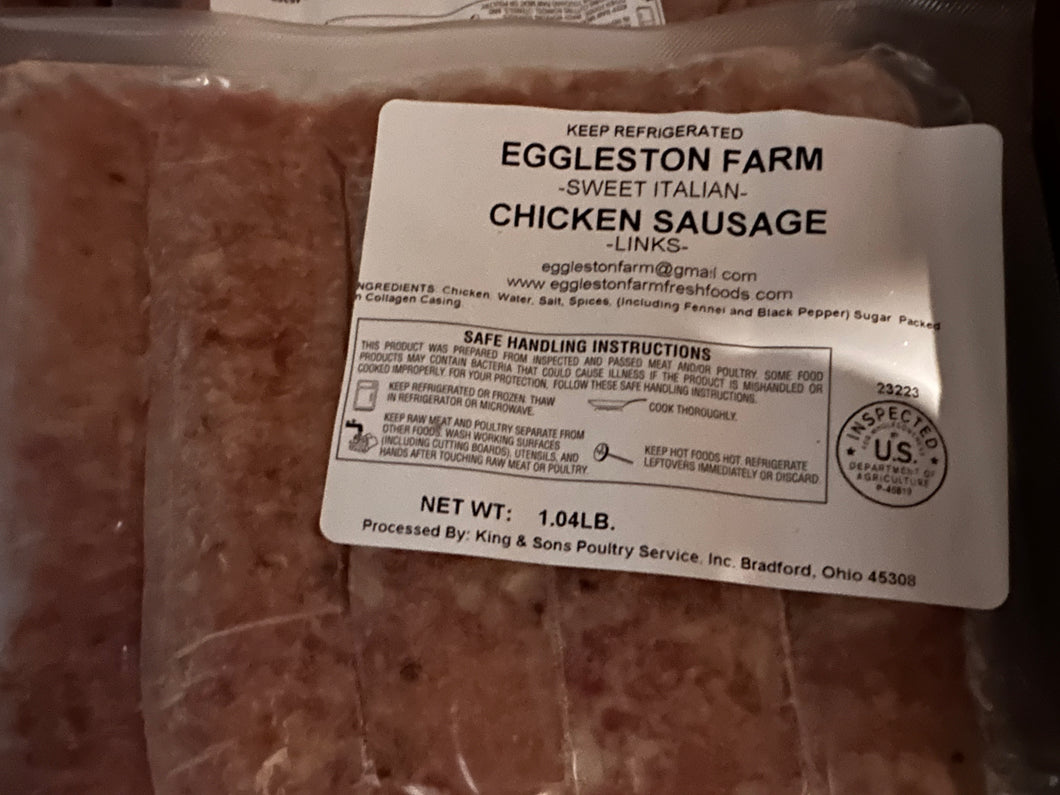 KEEP REFRIGERATED
EGGLESTON FARM
-SWEET ITALIAN-
CHICKEN SAUSAGE
-LINKS-
egglestonfarm@gmail com
www egglestonfarmfreshfoods com
NGREDIENTS. Chicken, Water, Salt, Spices, (Including Fennel and Black Pepper) Sugar Packed
n Collagen Casing
SAFE HANDLING INSTRUCTIONS
THIS PRODUCT WAS PREPARED FROM INSPECTED AND PASSED MEAT AND/OR POULTRY. SOME FOOD
PRODUCTS MAY CONTAIN BACTERIA THAT COULD CAUSE ILLNESS IF THE PRODUCT IS MISHANDLED OR
COOKED IMPROPERLY. FOR YOUR PROTECTION, FOLLOW THESE SAFE HANDLING INSTRUCTIONS.
KEEP REFRIGERATED OR FROZEN. THAW
IN REFRIGERATOR OR MICROWAVE.
COOK THOROUGHLY.
KEEP RAW MEAT AND POULTRY SEPARATE FROM
OTHER FOODS. WASH WORKING SURFACES
(INCLUDING CUTTING BOARDS), UTENSILS, AND
HANDS AFTER TOUCHING RAW MEAT OR POULTRY.
KEEP HOT FOODS HOT. REFRIGERATE
LEFTOVERS IMMEDIATELY OR DISCARD.
23223
INSPECTED
U.S.
DEPARTMENT OF
AGRICULTURE
NET WT: 1.04LB.
Processed By: King & Sons Poultry Service, Inc. Bradford, Ohio 45308